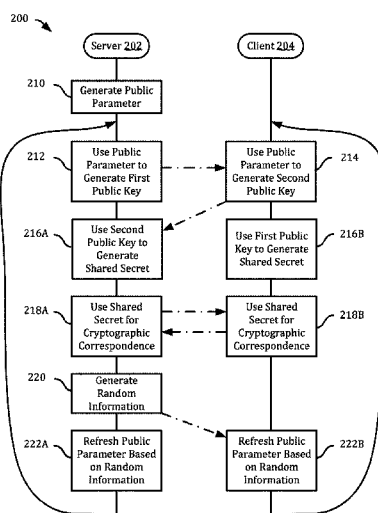 200
Server 202
Client 204
210
Generate Public
Parameter
212
Use Public
Parameter to
Generate First
Public Key
Use Public
Parameter to
Generate Second
Public Key
214
216A
Use Second
Public Key to
Generate
Shared Secret
Use First Public
Key to Generate
Shared Secret
216B
218A
Use Shared
Secret for
Cryptographic
Correspondence
Use Shared
Secret for
Cryptographic
Correspondence
218B
220
Generate
Random
Information
222A
Refresh Public
Parameter Based
on Random
Information
Refresh Public
Parameter Based
on Random
Information
222B